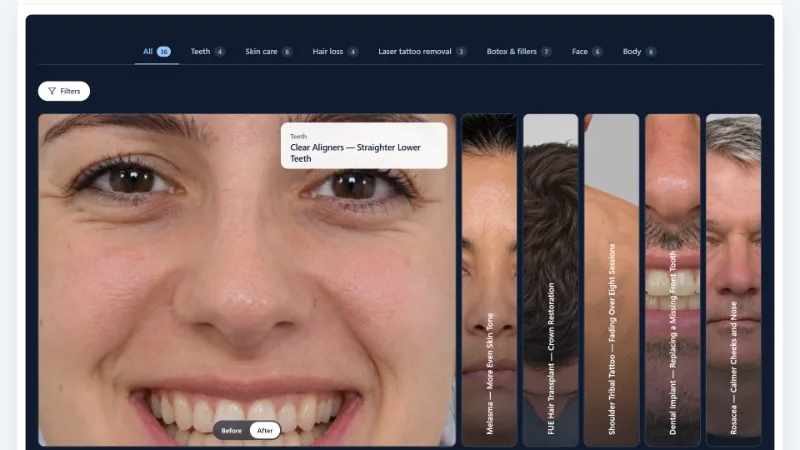 All 36
Teeth 4
Skin care 6
Hair loss 4
Laser tattoo removal 3
Botox & fillers 7
Face 6
Body 6
Filters
Teeth
Clear Aligners — Straighter Lower
Teeth
Before
After
Melasma — More Even Skin Tone
FUE Hair Transplant — Crown Restoration
Shoulder Tribal Tattoo — Fading Over Eight Sessions
Dental Implant — Replacing a Missing Front Tooth
Rosacea — Calmer Cheeks and Nose